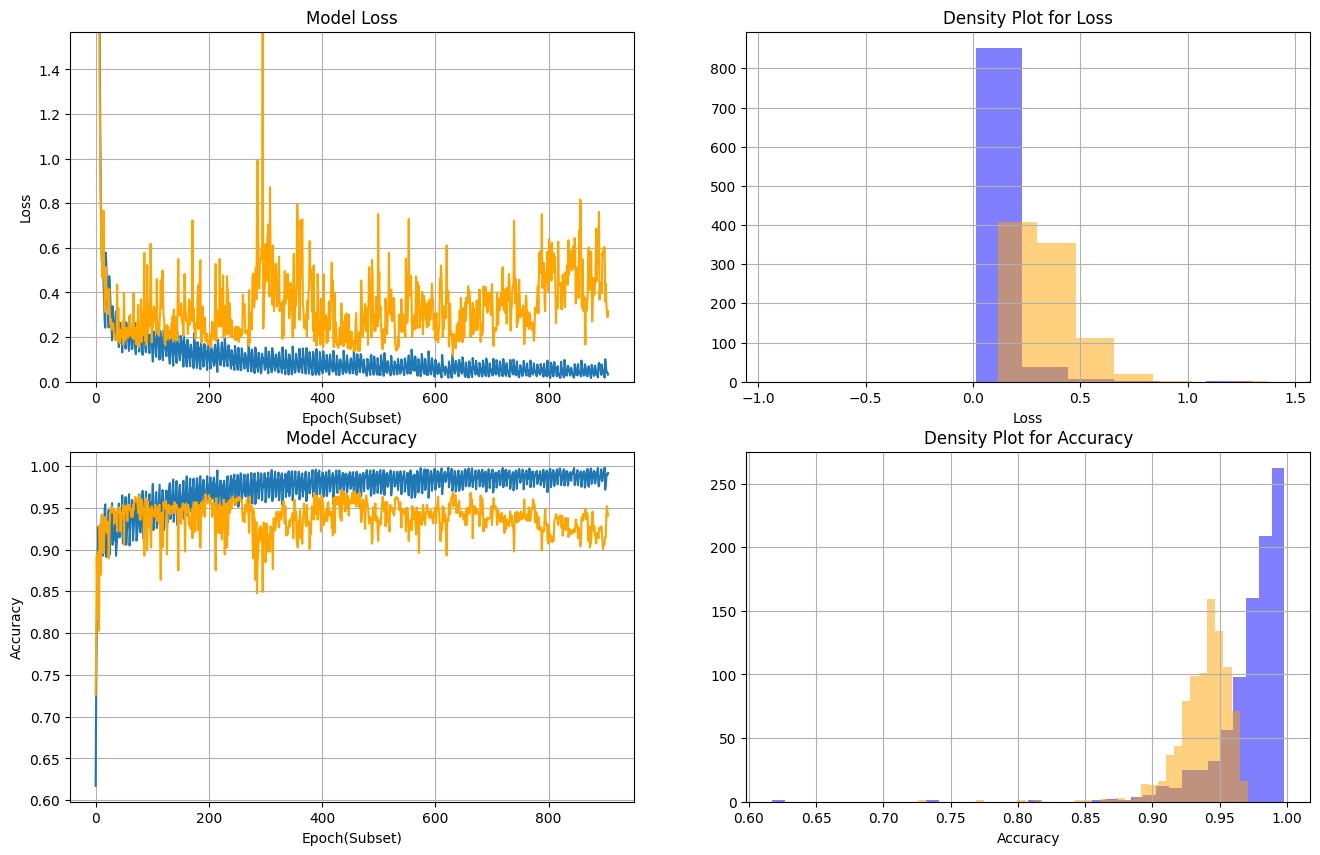 Model Loss
1.4
1.2
1.0
0.8
0.6
0.4
0.2
0.0
Loss
0 200 400 600 800
Epoch(Subset)
Density Plot for Loss
800
700
600
500
400
300
200
100
0
-1.0 -0.5 0.0 0.5 1.0 1.5
Loss
Model Accuracy
1.00
0.95
0.90
0.85
0.80
0.75
0.70
0.65
0.60
Accuracy
0 200 400 600 800
Epoch(Subset)
Density Plot for Accuracy
250
200
150
100
50
0
0.60 0.65 0.70 0.75 0.80 0.85 0.90 0.95 1.00
Accuracy